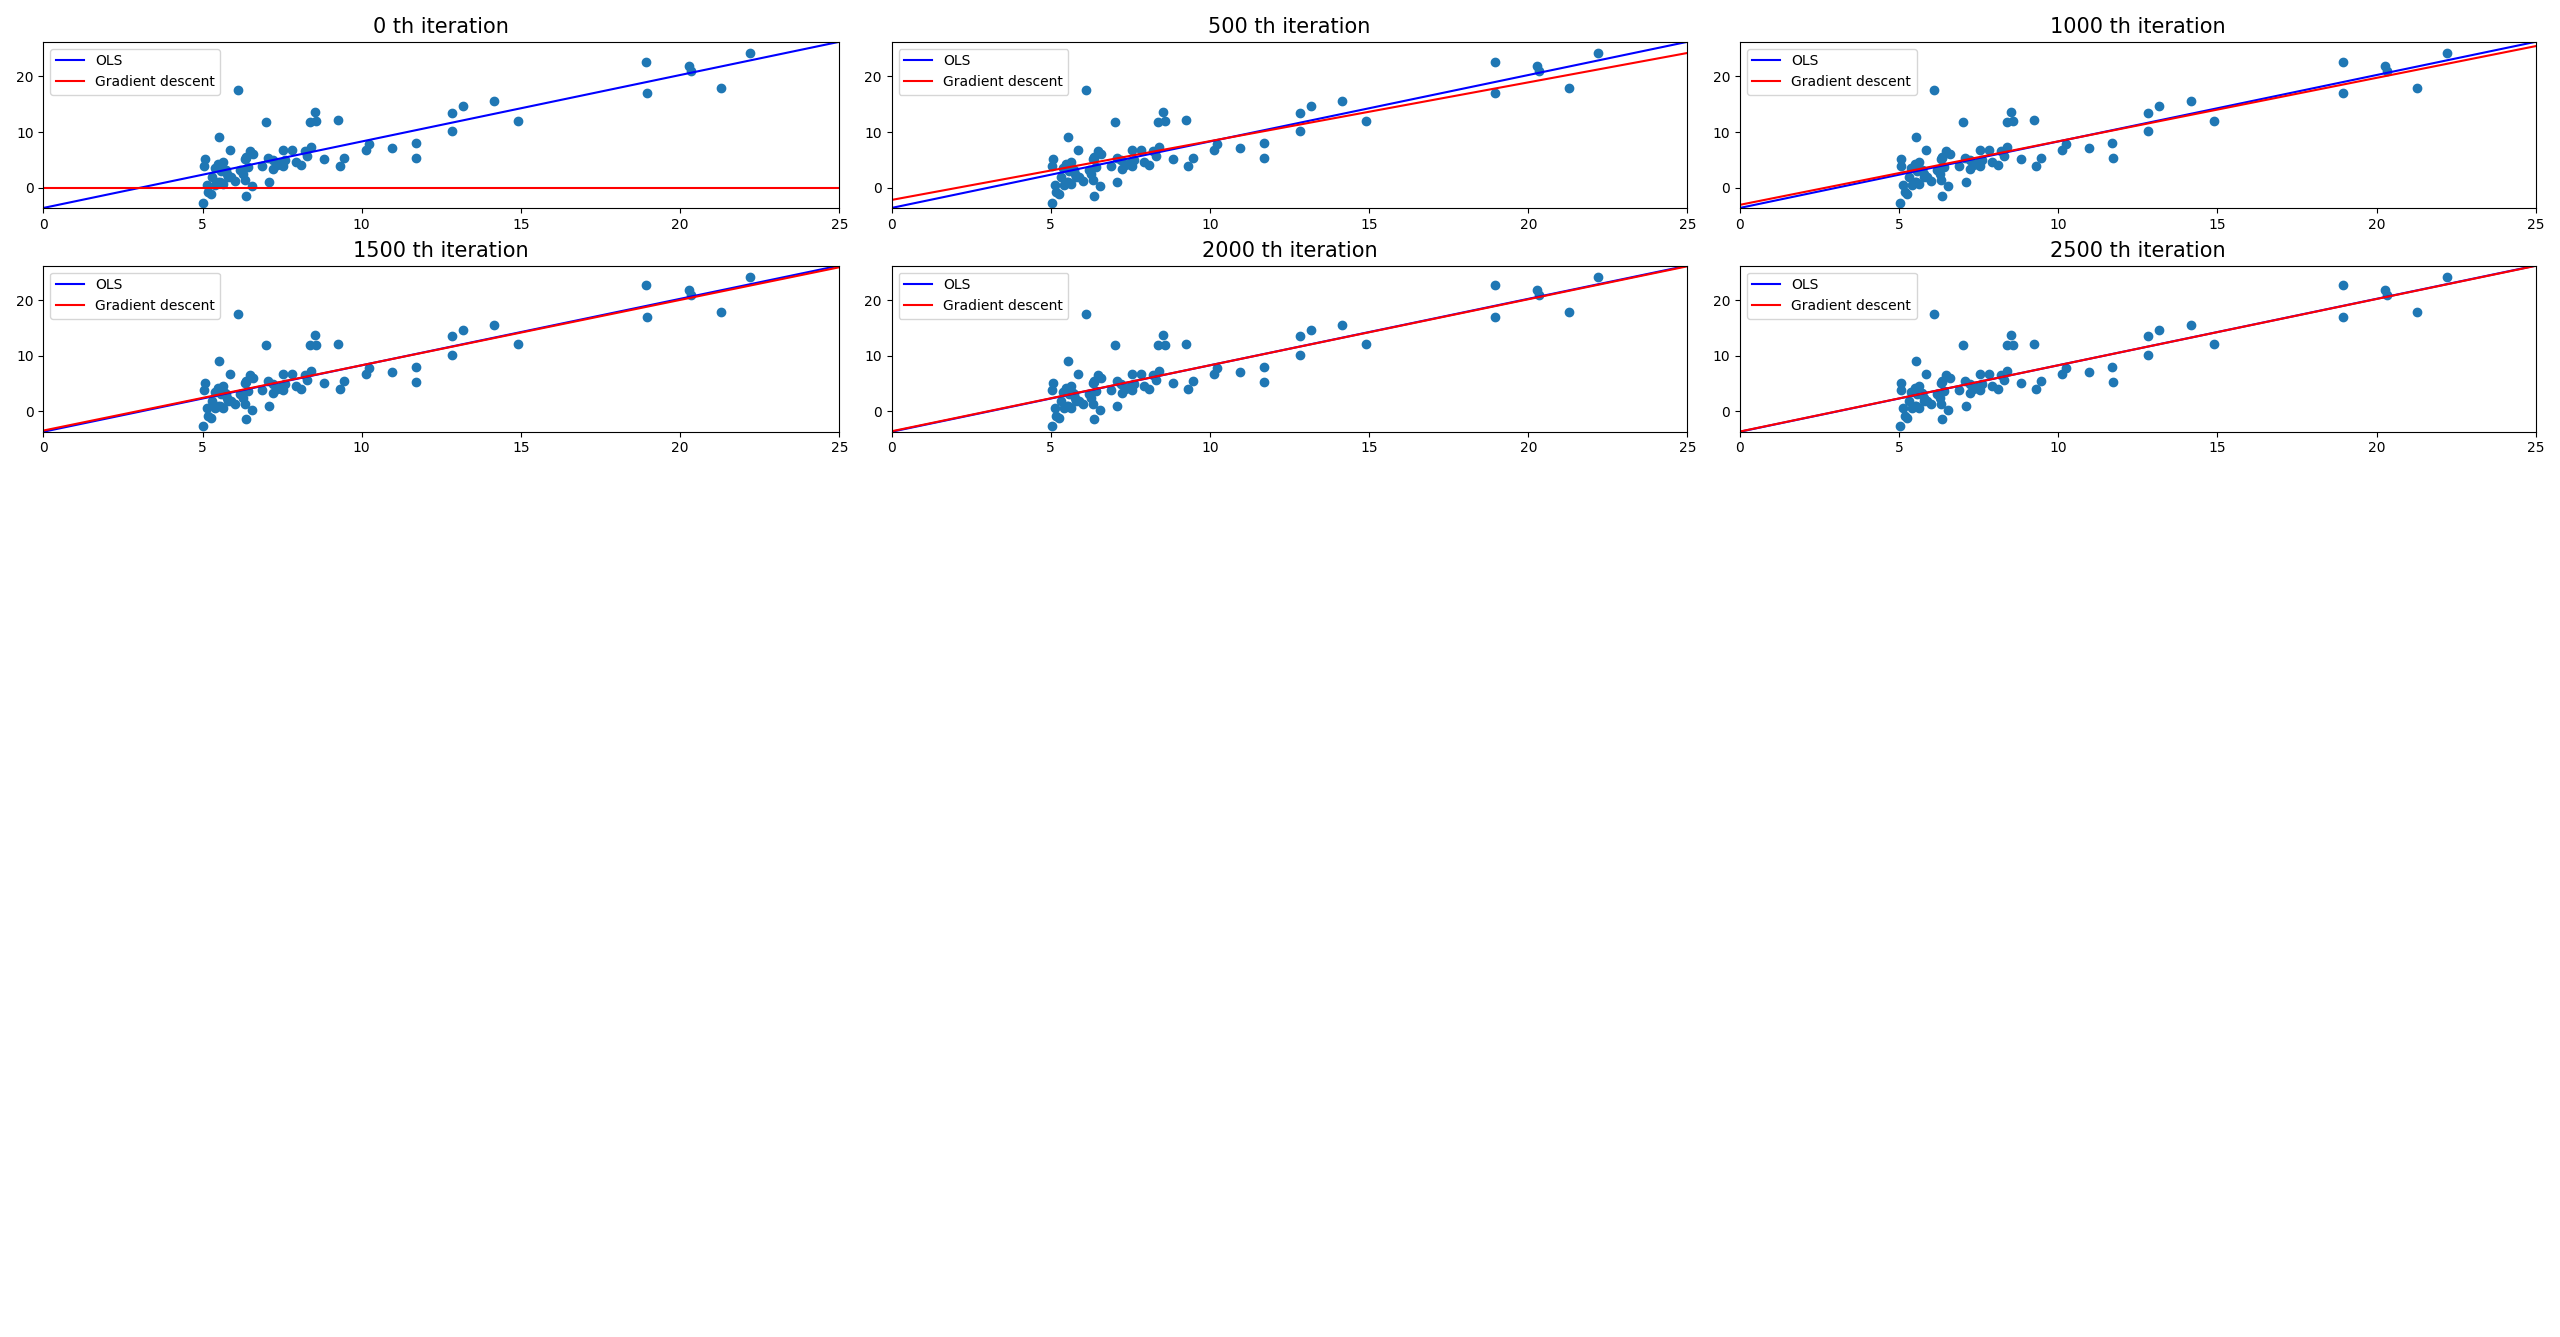 0 th iteration
OLS
Gradient descent
20
10
0
0 5 10 15 20 25
500 th iteration
OLS
Gradient descent
20
10
0
0 5 10 15 20 25
1000 th iteration
OLS
Gradient descent
20
10
0
0 5 10 15 20 25
1500 th iteration
OLS
Gradient descent
20
10
0
0 5 10 15 20 25
2000 th iteration
OLS
Gradient descent
20
10
0
0 5 10 15 20 25
2500 th iteration
OLS
Gradient descent
20
10
0
0 5 10 15 20 25